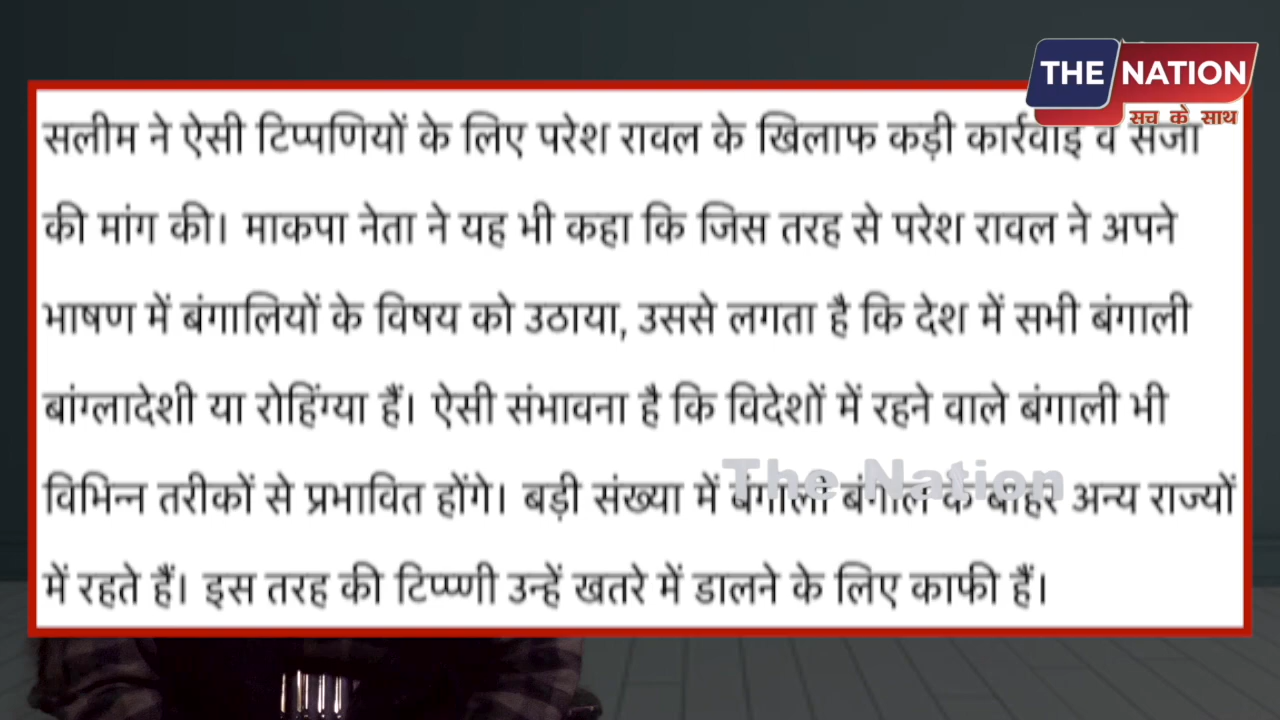 THE NATION
सच के साथ
सलीम ने ऐसी टिप्पणियों के लिए परेश रावल के खिलाफ कड़ी कार्रवाई व सजा
की मांग की। माकपा नेता ने यह भी कहा कि जिस तरह से परेश रावल ने अपने
भाषण में बंगालियों के विषय को उठाया, उससे लगता है कि देश में सभी बंगाली
बांग्लादेशी या रोहिंग्या हैं। ऐसी संभावना है कि विदेशों में रहने वाले बंगाली भी
विभिन्न तरीकों से प्रभावित होंगे। बड़ी संख्या में बंगाली बंगाल के बाहर अन्य राज्यों
The Nation
में रहते हैं। इस तरह की टिप्प्णी उन्हें खतरे में डालने के लिए काफी हैं।